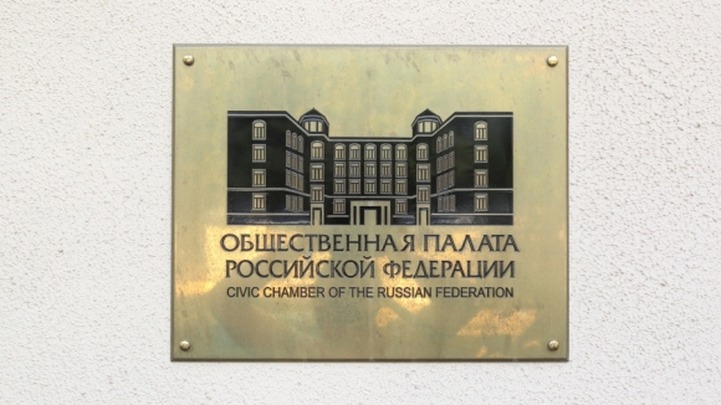 ОБЩЕСТВЕННАЯ ПАЛАТА
РОССИЙСКОЙ ФЕДЕРАЦИИ
CIVIC CHAMBER OF THE RUSSIAN FEDERATION